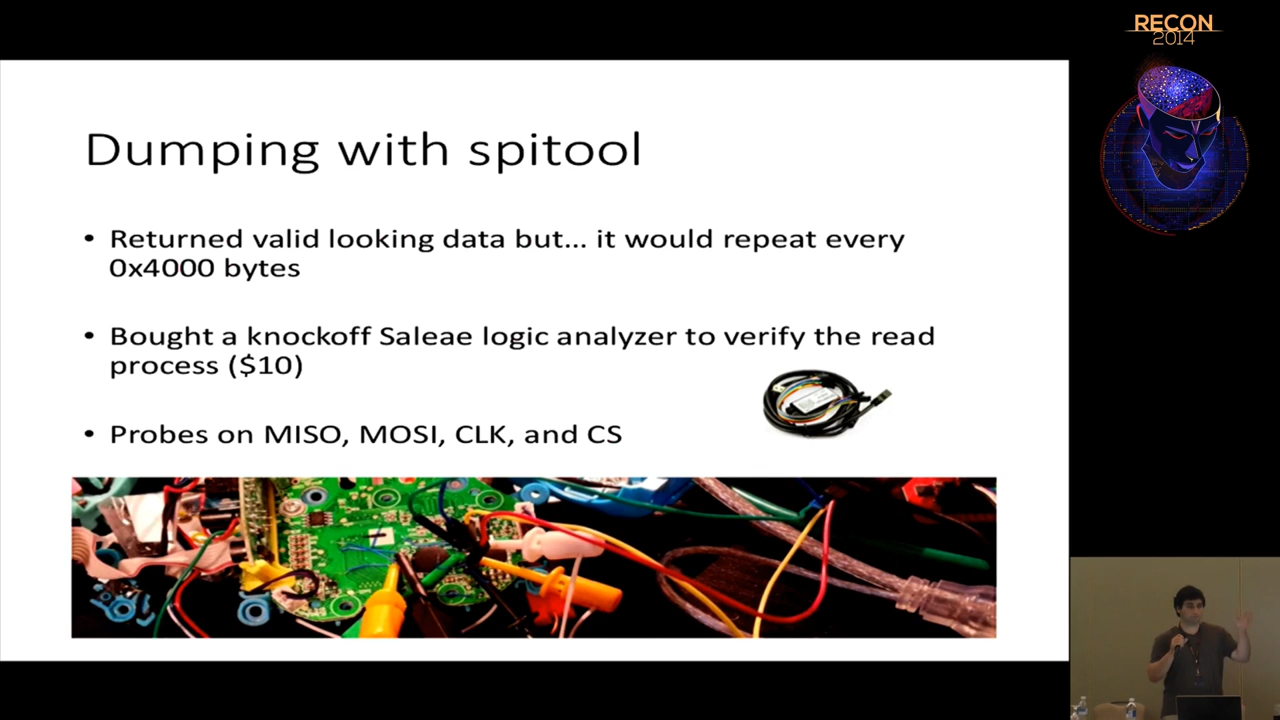 RECON
2014
Dumping with spitool
• Returned valid looking data but... it would repeat every
0x4000 bytes
• Bought a knockoff Saleae logic analyzer to verify the read
process ($10)
• Probes on MISO, MOSI, CLK, and CS